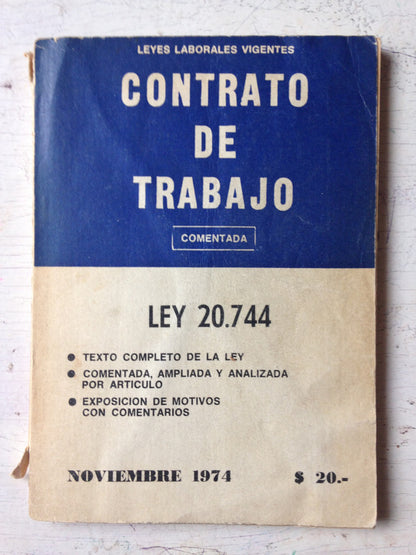 LEYES LABORALES VIGENTES
CONTRATO
DE
TRABAJO
COMENTADA
LEY 20.744
● TEXTO COMPLETO DE LA LEY
● COMENTADA, AMPLIADA Y ANALIZADA
POR ARTICULO
● EXPOSICION DE MOTIVOS
CON COMENTARIOS
NOVIEMBRE 1974 $ 20.-